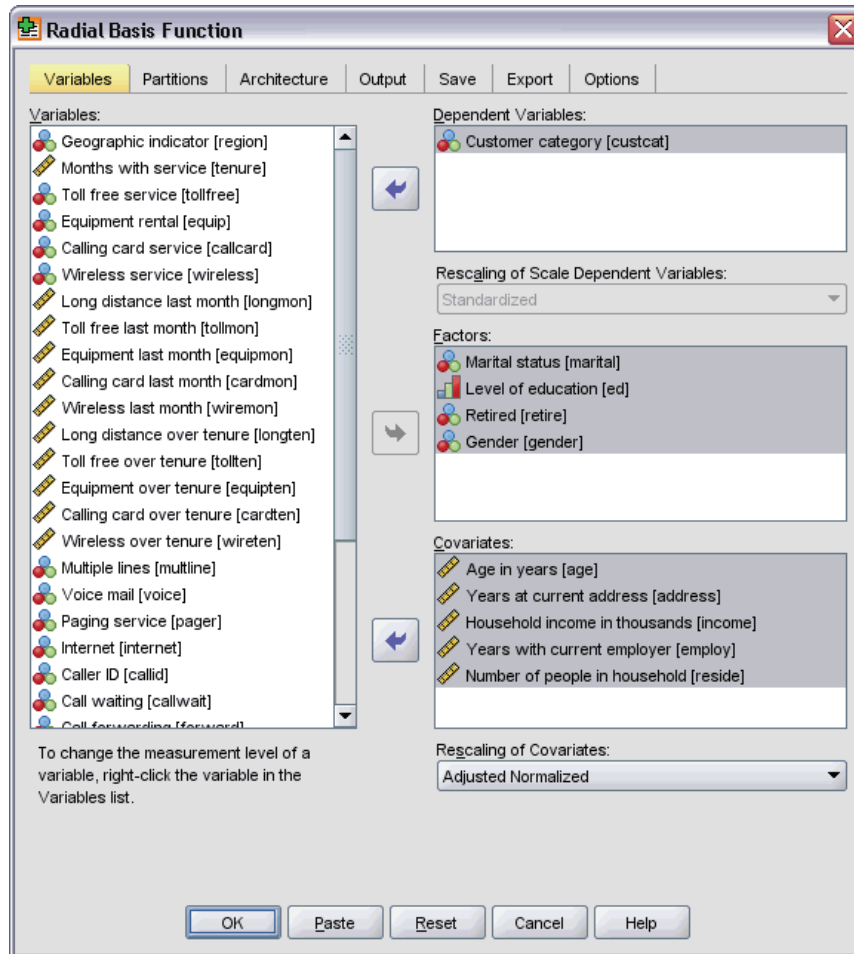 Radial Basis Function
Variables Partitions Architecture Output Save Export Options
Variables:
Geographic indicator [region]
Months with service [tenure]
Toll free service [tollfree]
Equipment rental [equip]
Calling card service [callcard]
Wireless service [wireless]
Long distance last month [longmon]
Toll free last month [tollmon]
Equipment last month [equipmon]
Calling card last month [cardmon]
Wireless last month [wiremon]
Long distance over tenure [longten]
Toll free over tenure [tollten]
Equipment over tenure [equipten]
Calling card over tenure [cardten]
Wireless over tenure [wireten]
Multiple lines [multline]
Voice mail [voice]
Paging service [pager]
Internet [internet]
Caller ID [callid]
Call waiting [callwait]
Call forwarding [forward]
To change the measurement level of a
variable, right-click the variable in the
Variables list.
Dependent Variables:
Customer category [custcat]
Rescaling of Scale Dependent Variables:
Standardized
Factors:
Marital status [marital]
Level of education [ed]
Retired [retire]
Gender [gender]
Covariates:
Age in years [age]
Years at current address [address]
Household income in thousands [income]
Years with current employer [employ]
Number of people in household [reside]
Rescaling of Covariates:
Adjusted Normalized
OK Paste Reset Cancel Help